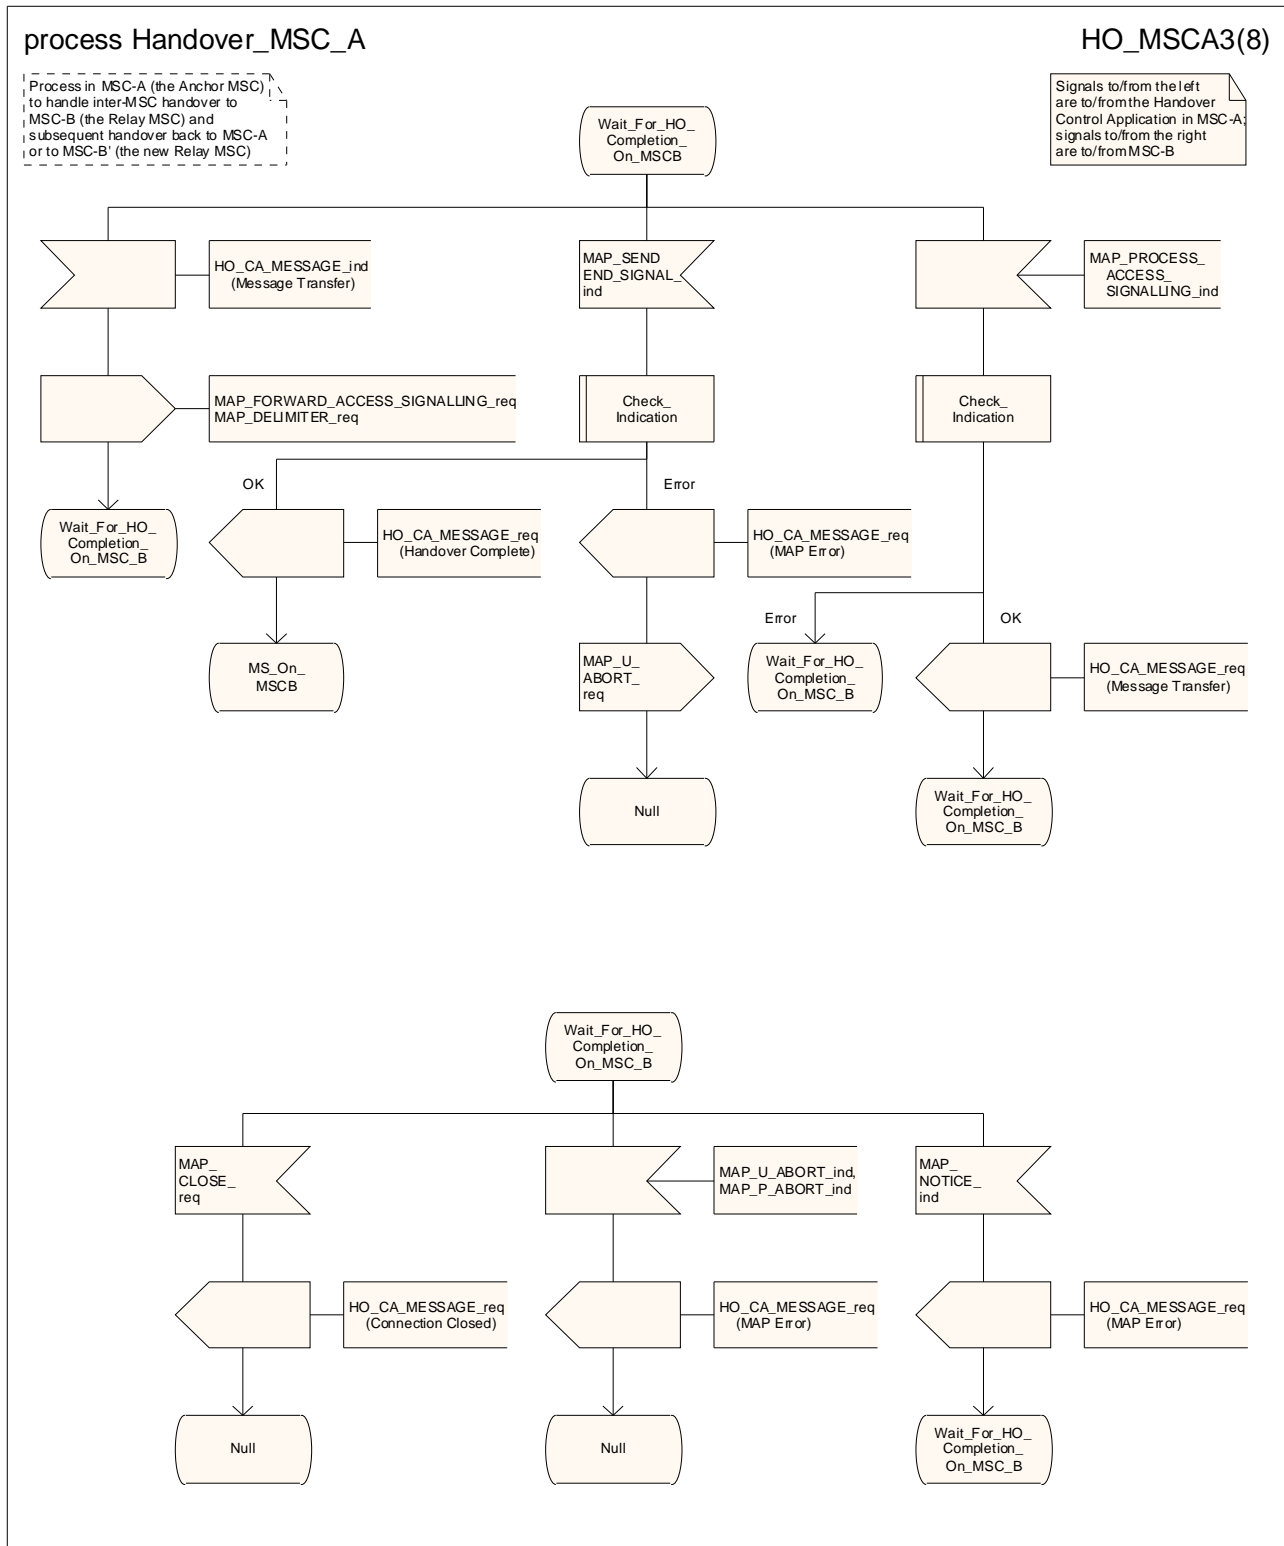 process Handover_MSC_A
HO_MSCA3(8)
Process in MSC-A (the Anchor MSC)
to handle inter-MSC handover to
MSC-B (the Relay MSC) and
subsequent handover back to MSC-A
or to MSC-B' (the new Relay MSC)
Signals to/from the left
are to/from the Handover
Control Application in MSC-A;
signals to/from the right
are to/from MSC-B
Wait_For_HO_
Completion_
On_MSCB
HO_CA_MESSAGE_ind
(Message Transfer)
MAP_SEND
END_SIGNAL_
ind
MAP_PROCESS_
ACCESS_
SIGNALLING_ind
MAP_FORWARD_ACCESS_SIGNALLING_req
MAP_DELIMITER_req
Check_
Indication
Check_
Indication
OK
Error
Wait_For_HO_
Completion_
On_MSC_B
HO_CA_MESSAGE_req
(Handover Complete)
HO_CA_MESSAGE_req
(MAP Error)
Error
OK
MS_On_
MSCB
MAP_U_
ABORT_
req
Wait_For_HO_
Completion_
On_MSC_B
HO_CA_MESSAGE_req
(Message Transfer)
Null
Wait_For_HO_
Completion_
On_MSC_B
Wait_For_HO_
Completion_
On_MSC_B
MAP_
CLOSE_
req
MAP_U_ABORT_ind,
MAP_P_ABORT_ind
MAP_
NOTICE_
ind
HO_CA_MESSAGE_req
(Connection Closed)
HO_CA_MESSAGE_req
(MAP Error)
HO_CA_MESSAGE_req
(MAP Error)
Null
Null
Wait_For_HO_
Completion_
On_MSC_B